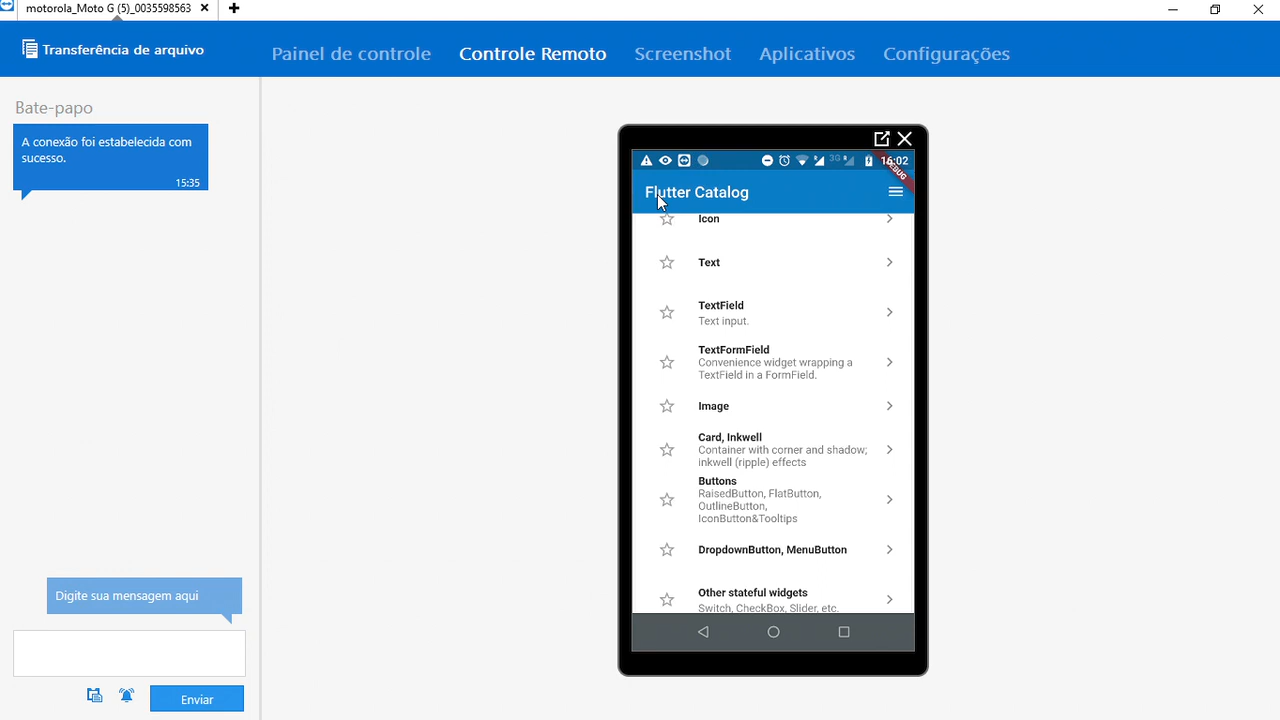 motorola_Moto G (5)_0035598563
Transferência de arquivo
Painel de controle
Controle Remoto
Screenshot
Aplicativos
Configurações
Bate-papo
A conexão foi estabelecida com
sucesso.
15:35
Digite sua mensagem aqui
Enviar
3G
16:02
DEBUG
Flutter Catalog
Icon
Text
TextField
Text input.
TextFormField
Convenience widget wrapping a
TextField in a FormField.
Image
Card, Inkwell
Container with corner and shadow;
inkwell (ripple) effects
Buttons
RaisedButton, FlatButton,
OutlineButton,
IconButton&Tooltips
DropdownButton, MenuButton
Other stateful widgets
Switch, CheckBox, Slider, etc.